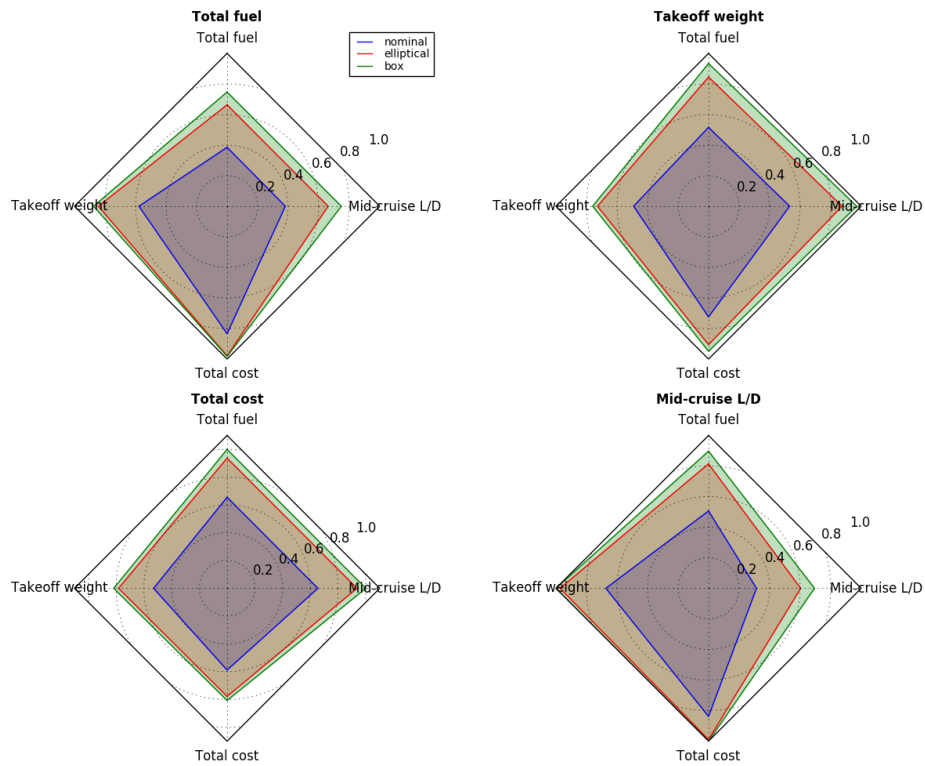 Total fuel
Total fuel
nominal
elliptical
box
1.0
0.8
0.6
0.4
0.2
Takeoff weight
Mid-cruise L/D
Total cost
Takeoff weight
Total fuel
1.0
0.8
0.6
0.4
0.2
Takeoff weight
Mid-cruise L/D
Total cost
Total cost
Total fuel
1.0
0.8
0.6
0.4
0.2
Takeoff weight
Mid-cruise L/D
Total cost
Mid-cruise L/D
Total fuel
1.0
0.8
0.6
0.4
0.2
Takeoff weight
Mid-cruise L/D
Total cost